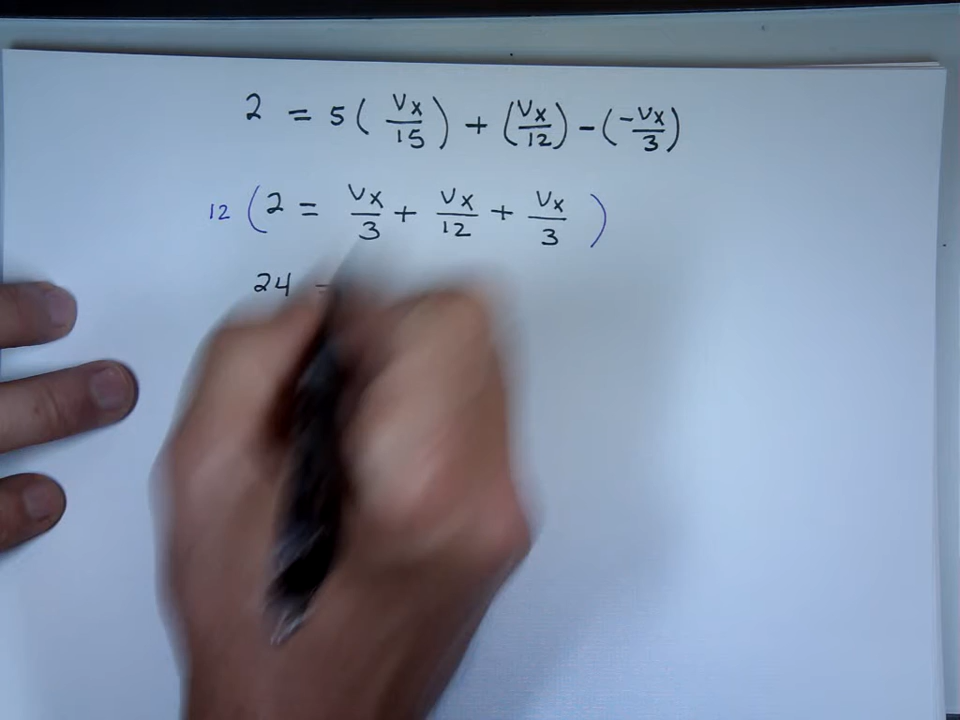 2 = 5 ( Vx/15 ) + ( Vx/12 ) - ( -Vx/3 )
12 ( 2 = Vx/3 + Vx/12 + Vx/3 )
24 =